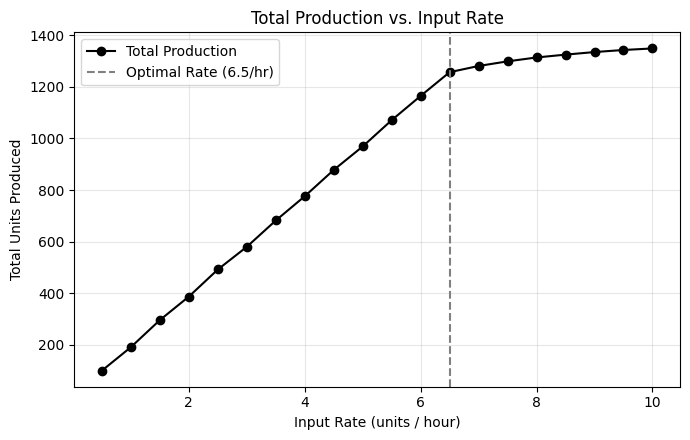 Total Production vs. Input Rate
Total Production
Optimal Rate (6.5/hr)
Total Units Produced
1400
1200
1000
800
600
400
200
2 4 6 8 10
Input Rate (units / hour)